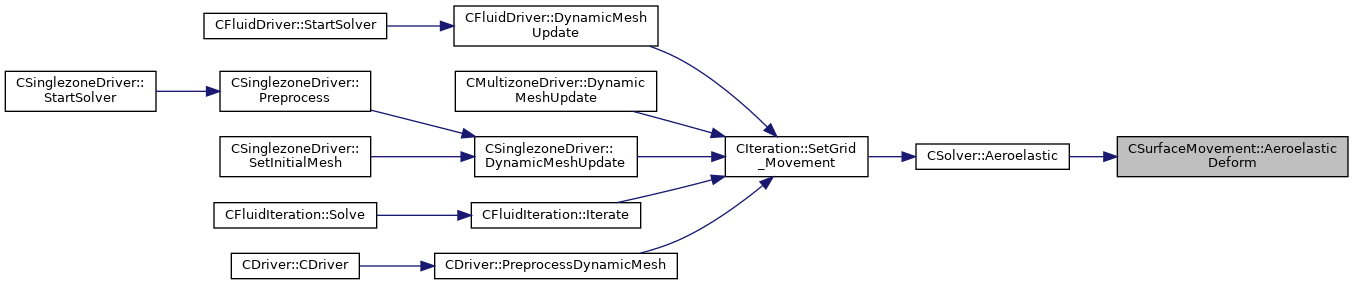 CFluidDriver::StartSolver
CFluidDriver::DynamicMesh
Update
CSinglezoneDriver::
StartSolver
CSinglezoneDriver::
Preprocess
CMultizoneDriver::Dynamic
MeshUpdate
CSinglezoneDriver::
SetInitialMesh
CSinglezoneDriver::
DynamicMeshUpdate
CIteration::SetGrid
_Movement
CSolver::Aeroelastic
CSurfaceMovement::Aeroelastic
Deform
CFluidIteration::Solve
CFluidIteration::Iterate
CDriver::CDriver
CDriver::PreprocessDynamicMesh